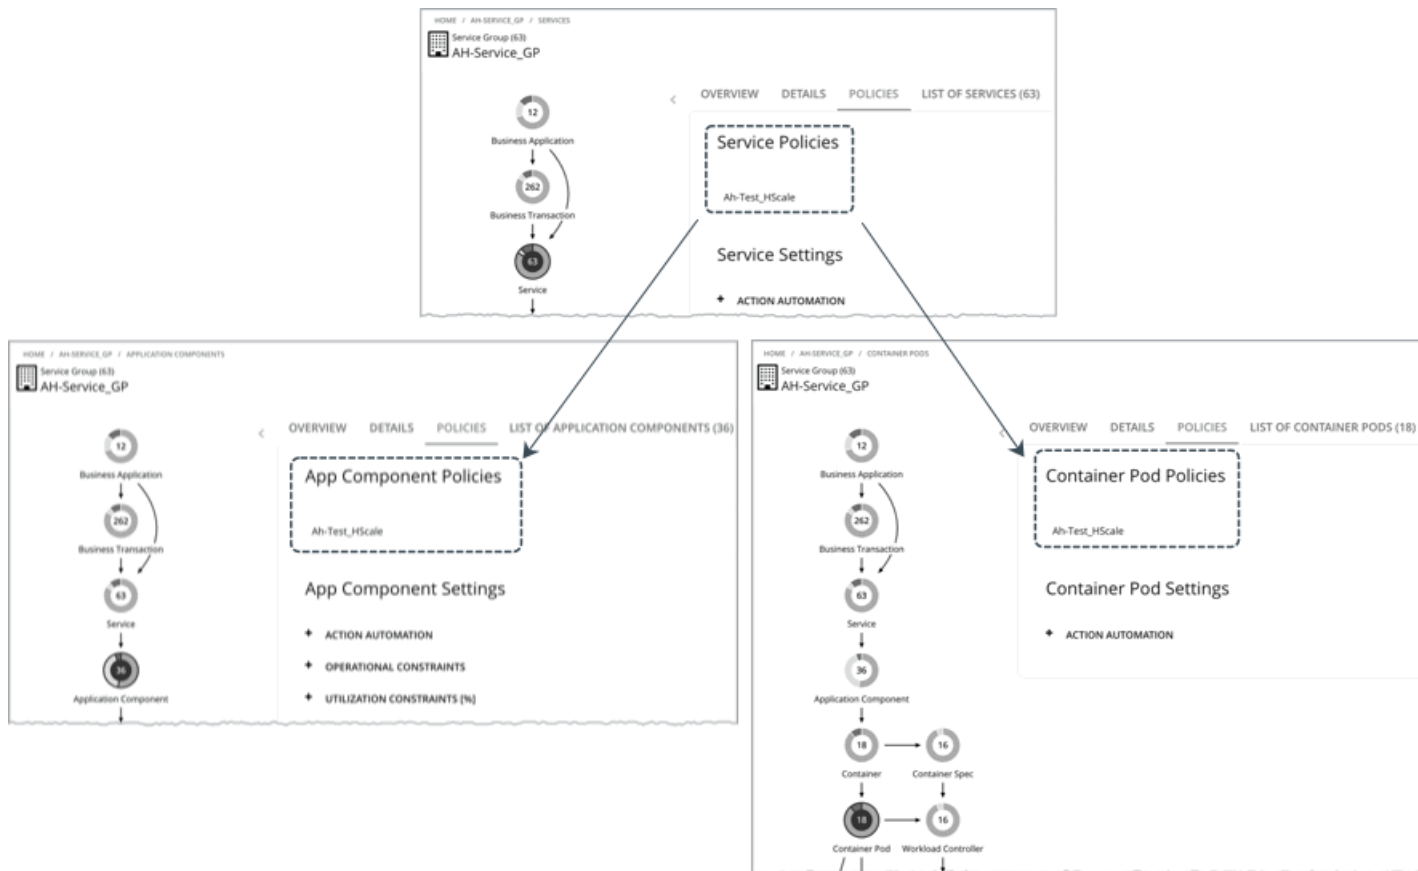 HOME / AH-SERVICE_GP / SERVICES
Service Group (63)
AH-Service_GP
OVERVIEW DETAILS POLICIES LIST OF SERVICES (63)
12
Business Application
262
Business Transaction
63
Service
Service Policies
Ah-Test_HScale
Service Settings
+ ACTION AUTOMATION
HOME / AH-SERVICE_GP / APPLICATION COMPONENTS
Service Group (63)
AH-Service_GP
OVERVIEW DETAILS POLICIES LIST OF APPLICATION COMPONENTS (36)
12
Business Application
262
Business Transaction
63
Service
36
Application Component
App Component Policies
Ah-Test_HScale
App Component Settings
+ ACTION AUTOMATION
+ OPERATIONAL CONSTRAINTS
+ UTILIZATION CONSTRAINTS [%]
HOME / AH-SERVICE_GP / CONTAINER PODS
Service Group (63)
AH-Service_GP
OVERVIEW DETAILS POLICIES LIST OF CONTAINER PODS (18)
12
Business Application
262
Business Transaction
63
Service
36
Application Component
18 16
Container Container Spec
18 16
Container Pod Workload Controller
Container Pod Policies
Ah-Test_HScale
Container Pod Settings
+ ACTION AUTOMATION